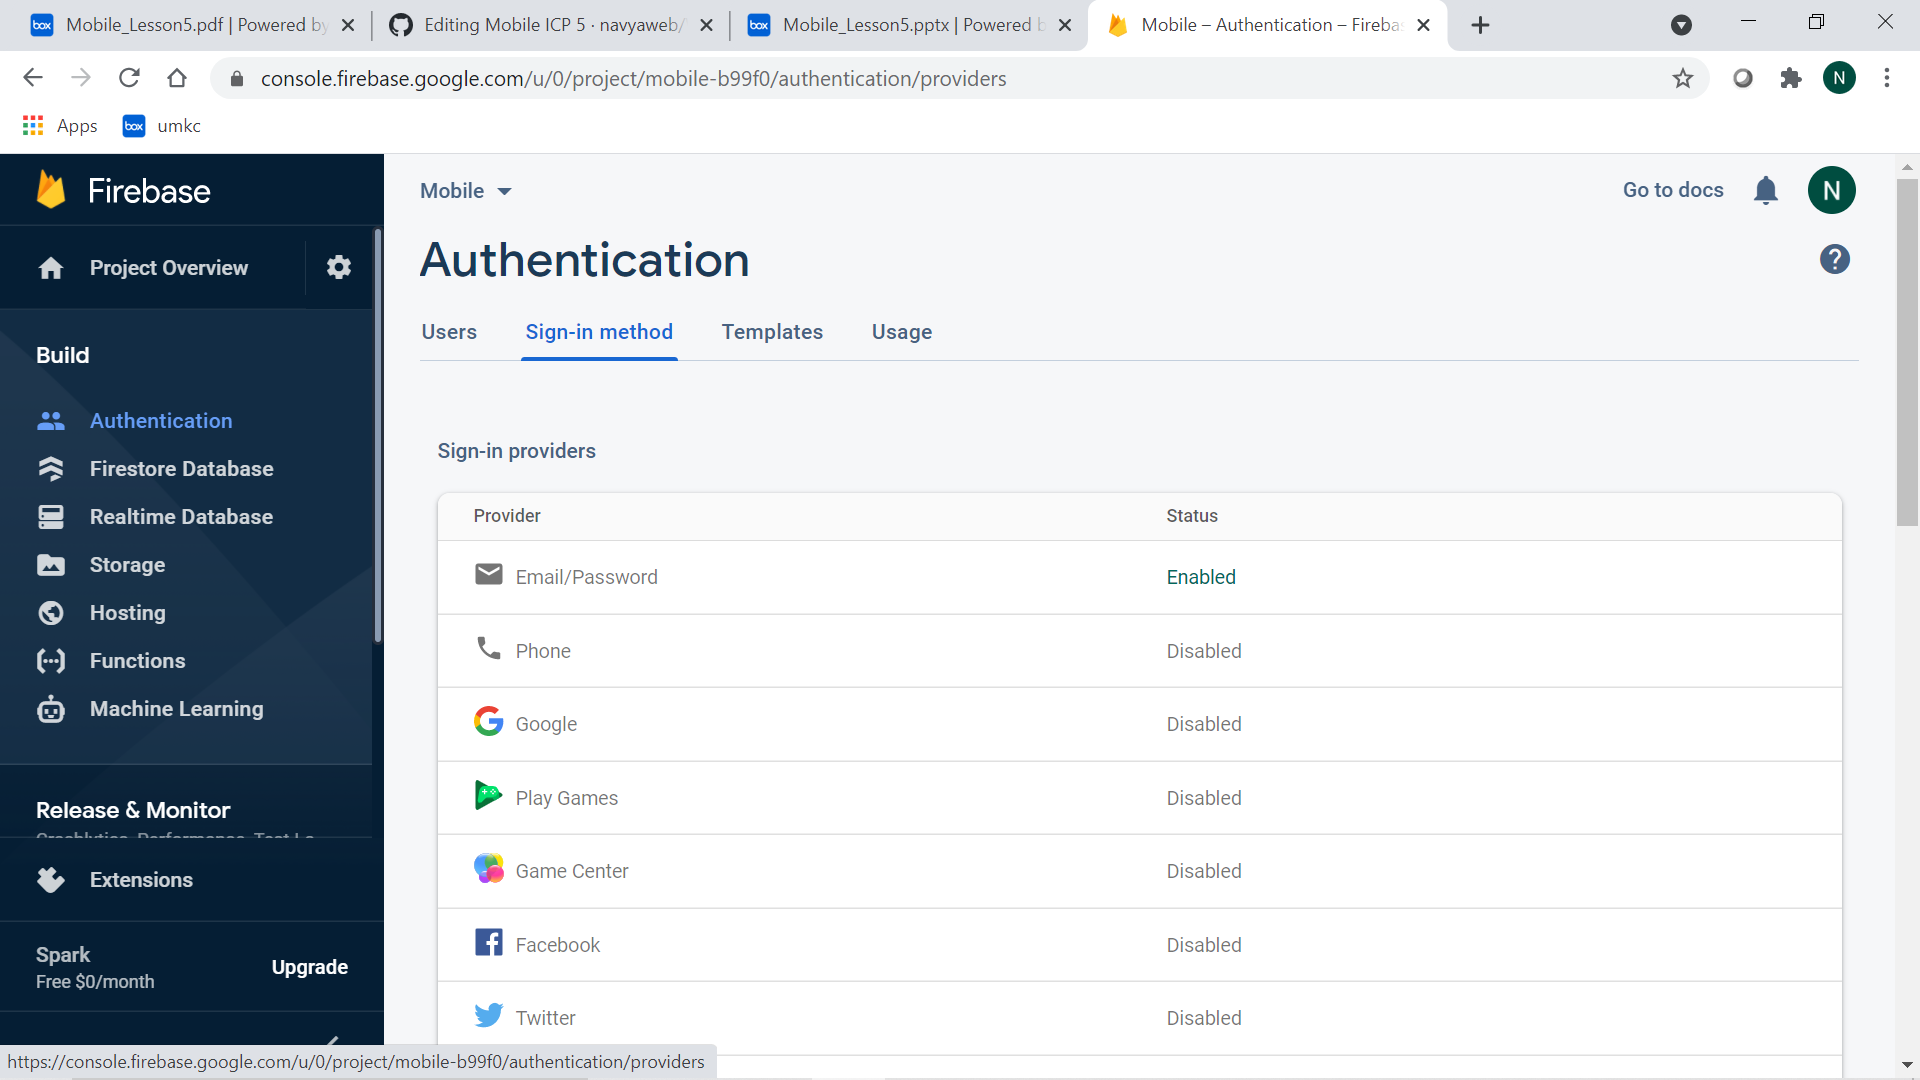 box Mobile_Lesson5.pdf | Powered by
Editing Mobile ICP 5 · navyaweb/
box Mobile_Lesson5.pptx | Powered b
Mobile – Authentication – Fireba
console.firebase.google.com/u/0/project/mobile-b99f0/authentication/providers
N
Apps
box umkc
Firebase
Project Overview
Build
Authentication
Firestore Database
Realtime Database
Storage
Hosting
Functions
Machine Learning
Release & Monitor
Extensions
Spark
Free $0/month
Upgrade
Mobile
Go to docs
N
Authentication
?
Users Sign-in method Templates Usage
Sign-in providers
Provider Status
Email/Password Enabled
Phone Disabled
Google Disabled
Play Games Disabled
Game Center Disabled
Facebook Disabled
Twitter Disabled
https://console.firebase.google.com/u/0/project/mobile-b99f0/authentication/providers